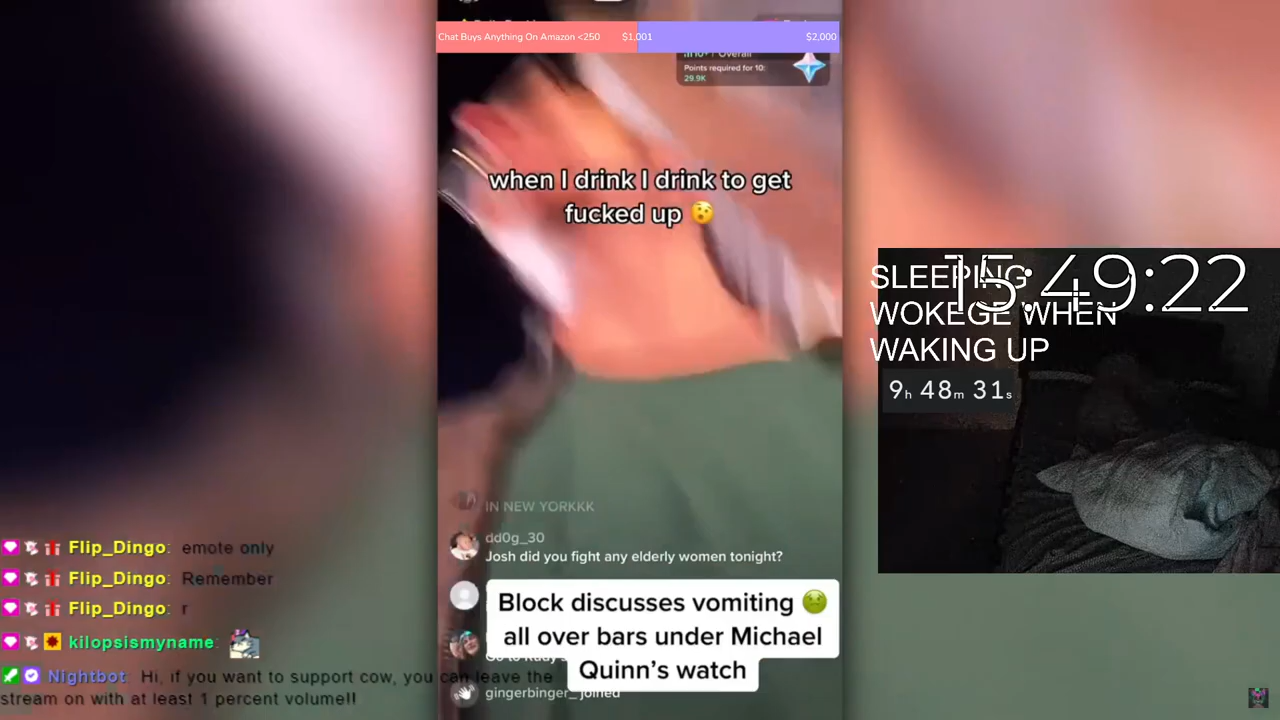 Chat Buys Anything On Amazon <250 $1,001 $2,000
Overall
Points required for 10:
29.9K
when I drink I drink to get
fucked up 😯
SLEEPING
WOKEGE WHEN
WAKING UP
15:49:22
9h 48m 31s
IN NEW YORKKK
dd0g_30
Josh did you fight any elderly women tonight?
Block discusses vomiting 🤢
all over bars under Michael
Quinn's watch
gingerbinger_ joined
Flip_Dingo: emote only
Flip_Dingo: Remember
Flip_Dingo: r
kilopsismyname:
Nightbot: Hi, if you want to support cow, you can leave the
stream on with at least 1 percent volume!!